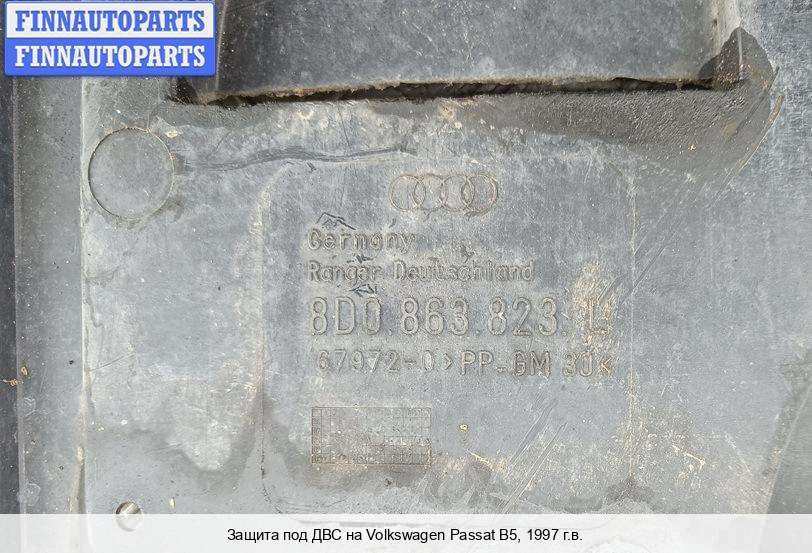 FINNAUTOPARTS
FINNAUTOPARTS
Germany
Ranger Deutschland
8D0 863 823 L
67972-0 >PP-GM 30<
Защита под ДВС на Volkswagen Passat B5, 1997 г.в.